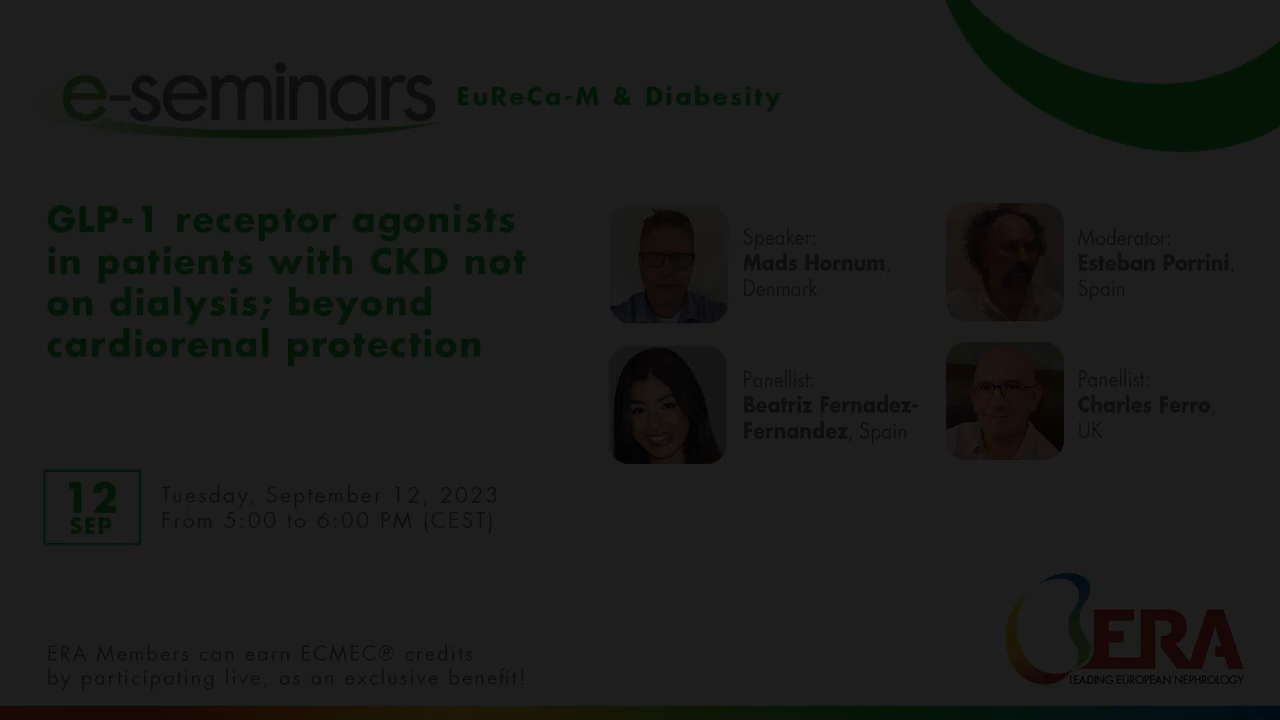 e-seminars EuReCa-M & Diabesity
GLP-1 receptor agonists
in patients with CKD not
on dialysis; beyond
cardiorenal protection
Speaker:
Mads Hornum,
Denmark
Moderator:
Esteban Porrini,
Spain
Panellist:
Beatriz Fernadez-
Fernandez, Spain
Panellist:
Charles Ferro,
UK
12
SEP
Tuesday, September 12, 2023
From 5:00 to 6:00 PM (CEST)
ERA Members can earn ECMEC® credits
by participating live, as an exclusive benefit!
ERA
LEADING EUROPEAN NEPHROLOGY